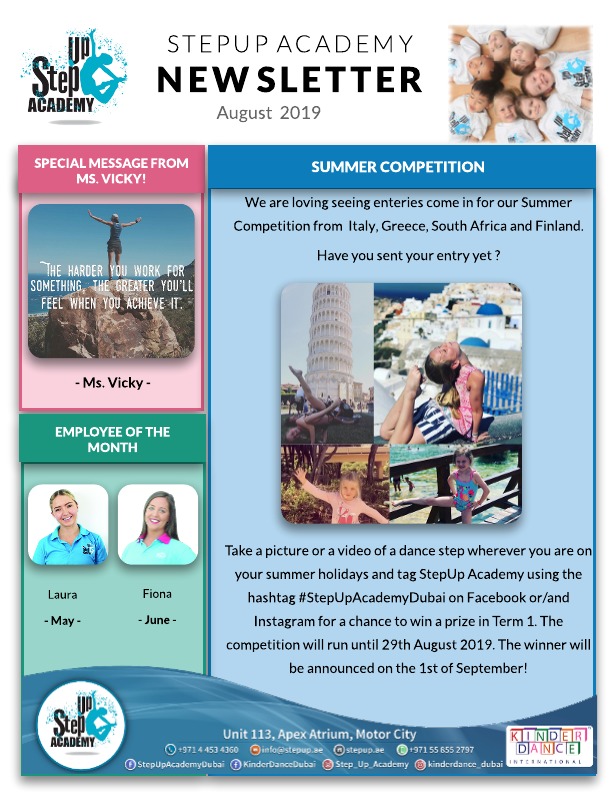 Up
Step
ACADEMY
STEPUP ACADEMY
NEWSLETTER
August 2019
SPECIAL MESSAGE FROM
MS. VICKY!
THE HARDER YOU WORK FOR
SOMETHING, THE GREATER YOU'LL
FEEL WHEN YOU ACHIEVE IT.
- Ms. Vicky -
EMPLOYEE OF THE
MONTH
Laura
Fiona
- May -
- June -
SUMMER COMPETITION
We are loving seeing enteries come in for our Summer
Competition from Italy, Greece, South Africa and Finland.
Have you sent your entry yet ?
Take a picture or a video of a dance step wherever you are on
your summer holidays and tag StepUp Academy using the
hashtag #StepUpAcademyDubai on Facebook or/and
Instagram for a chance to win a prize in Term 1. The
competition will run until 29th August 2019. The winner will
be announced on the 1st of September!
Up
Step
ACADEMY
Unit 113, Apex Atrium, Motor City
+971 4 453 4360 info@stepup.ae stepup.ae +971 55 855 2797
StepUpAcademyDubai KinderDanceDubai Step_Up_Academy kinderdance_dubai
KINDER
DANCE
INTERNATIONAL